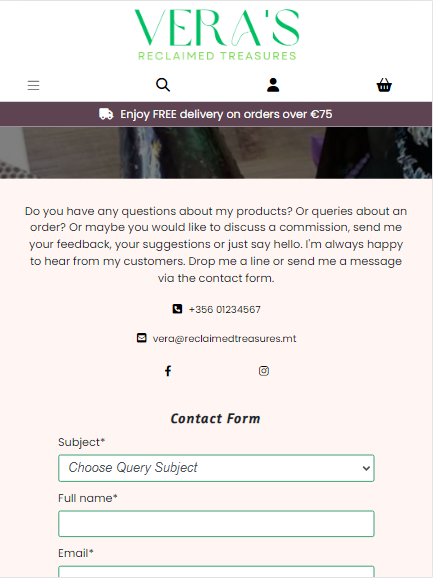 VERA'S
RECLAIMED TREASURES
Enjoy FREE delivery on orders over €75
Do you have any questions about my products? Or queries about an
order? Or maybe you would like to discuss a commission, send me
your feedback, your suggestions or just say hello. I'm always happy
to hear from my customers. Drop me a line or send me a message
via the contact form.
+356 01234567
vera@reclaimedtreasures.mt
Contact Form
Subject*
Choose Query Subject
Full name*
Email*